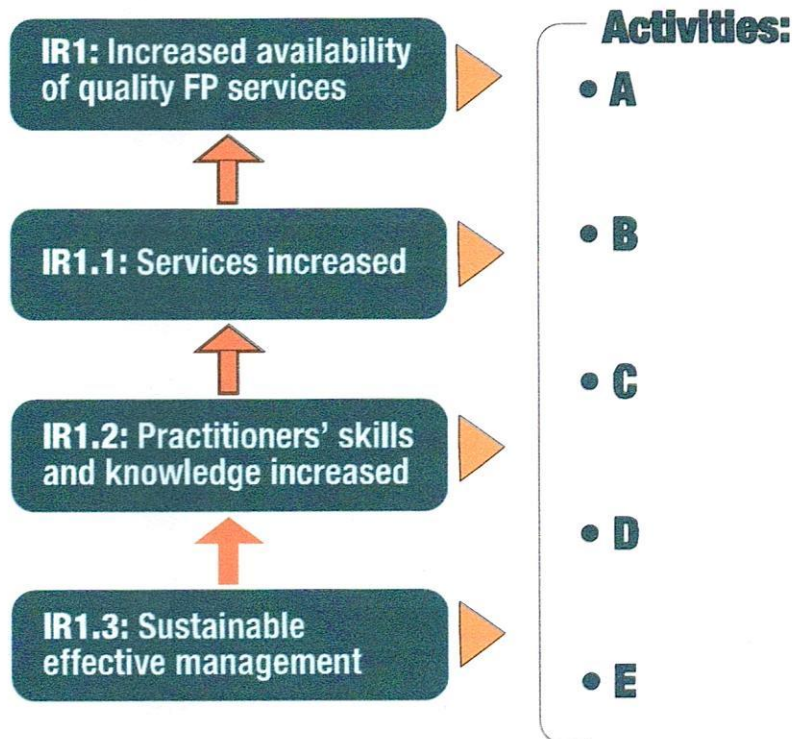 IR1: Increased availability
of quality FP services
IR1.1: Services increased
IR1.2: Practitioners’ skills
and knowledge increased
IR1.3: Sustainable
effective management
Activities:
• A
• B
• C
• D
• E